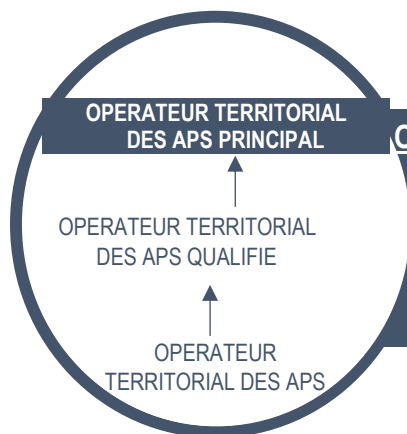 OPERATEUR TERRITORIAL
DES APS PRINCIPAL
OPERATEUR TERRITORIAL
DES APS QUALIFIE
OPERATEUR
TERRITORIAL DES APS